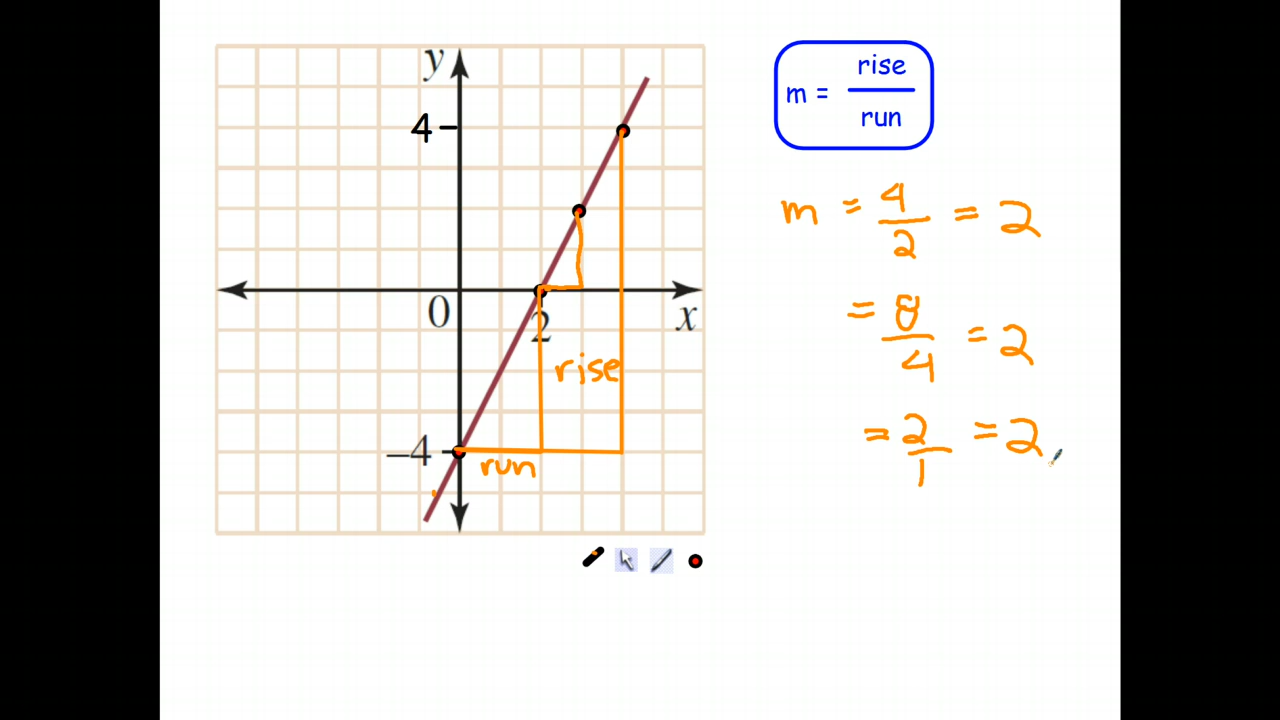 y
4
0
2
x
rise
-4
run
m = rise
run
m = 4/2 = 2
= 8/4 = 2
= 2/1 = 2